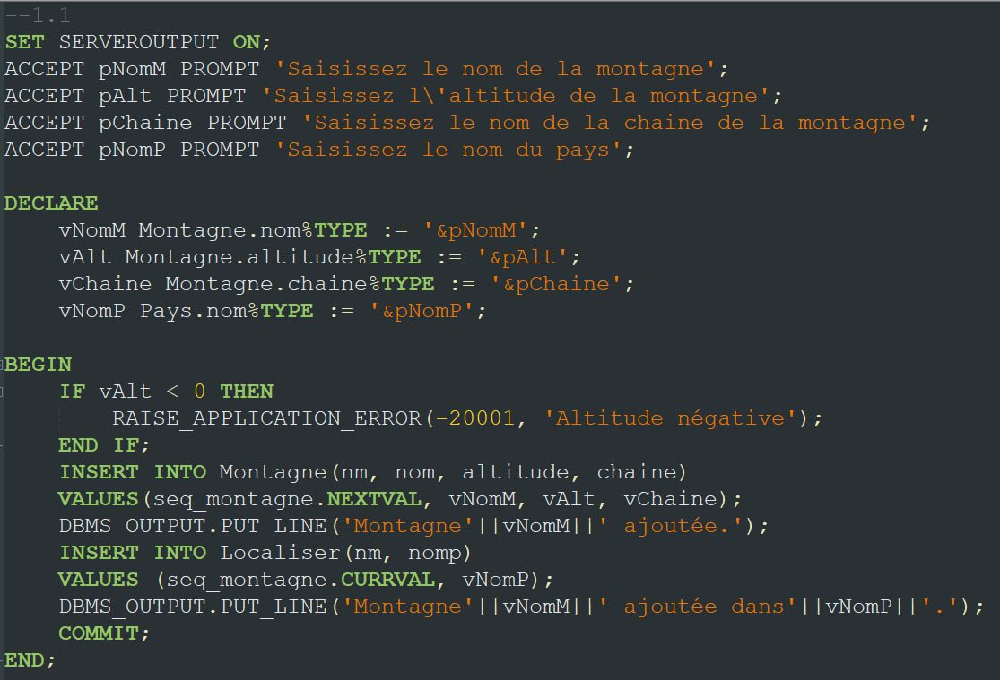 --1.1
SET SERVEROUTPUT ON;
ACCEPT pNomM PROMPT 'Saisissez le nom de la montagne';
ACCEPT pAlt PROMPT 'Saisissez l\'altitude de la montagne';
ACCEPT pChaine PROMPT 'Saisissez le nom de la chaine de la montagne';
ACCEPT pNomP PROMPT 'Saisissez le nom du pays';
DECLARE
    vNomM Montagne.nom%TYPE := '&pNomM';
    vAlt Montagne.altitude%TYPE := '&pAlt';
    vChaine Montagne.chaine%TYPE := '&pChaine';
    vNomP Pays.nom%TYPE := '&pNomP';
BEGIN
    IF vAlt < 0 THEN
        RAISE_APPLICATION_ERROR(-20001, 'Altitude négative');
    END IF;
    INSERT INTO Montagne(nm, nom, altitude, chaine)
    VALUES(seq_montagne.NEXTVAL, vNomM, vAlt, vChaine);
    DBMS_OUTPUT.PUT_LINE('Montagne'||vNomM||' ajoutée.');
    INSERT INTO Localiser(nm, nomp)
    VALUES (seq_montagne.CURRVAL, vNomP);
    DBMS_OUTPUT.PUT_LINE('Montagne'||vNomM||' ajoutée dans'||vNomP||'.');
    COMMIT;
END;